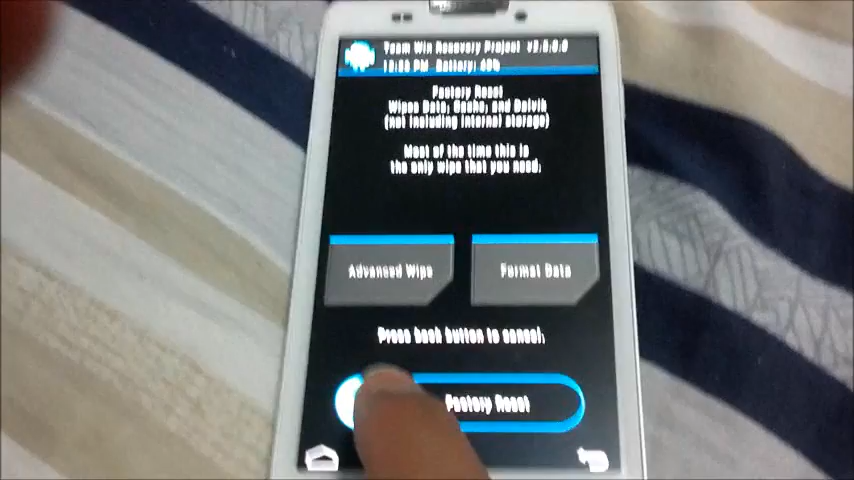 Team Win Recovery Project
Battery:
Factory Reset
Wipes Data, Cache, and Dalvik
(not including internal storage)
Most of the time this is
the only wipe that you need.
Advanced Wipe
Format Data
Press back button to cancel.
Factory Reset